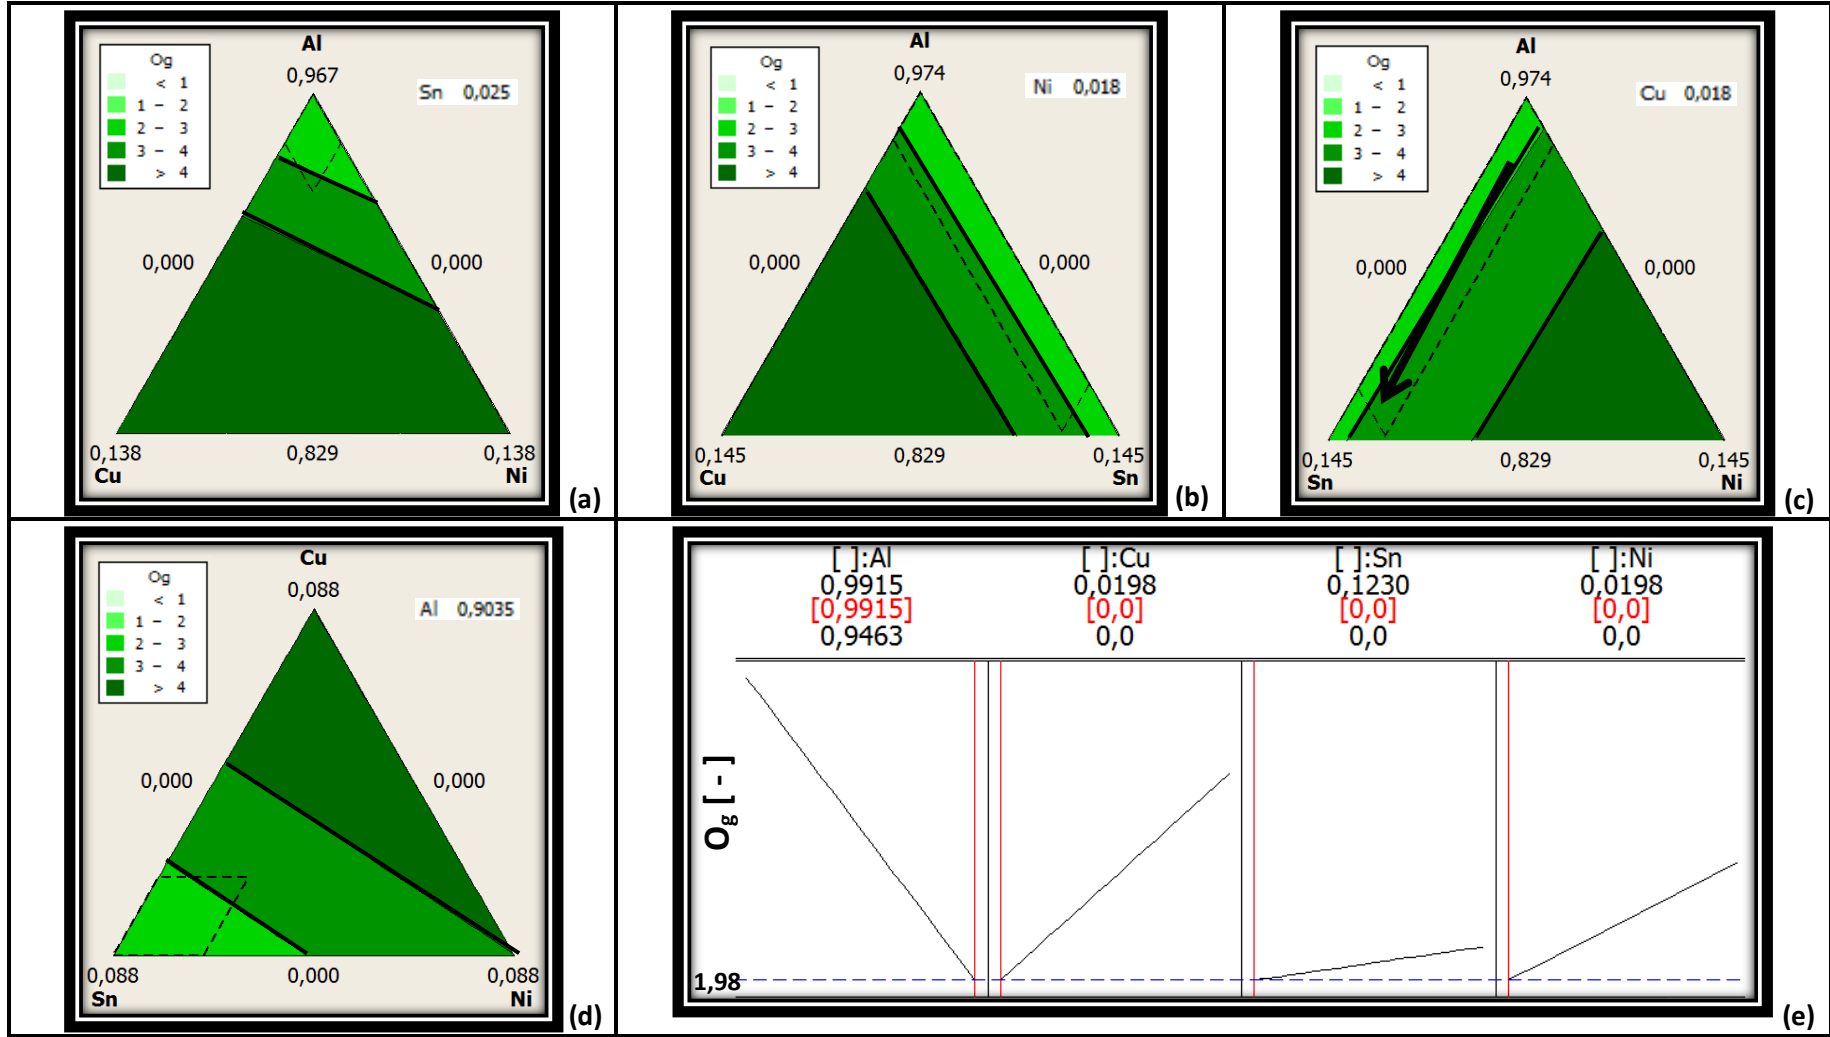 Al
0,967
Og
< 1
1 – 2
2 – 3
3 – 4
> 4
Sn 0,025
0,000
0,000
0,138
0,829
0,138
Cu
Ni
(a)
Al
0,974
Og
< 1
1 – 2
2 – 3
3 – 4
> 4
Ni 0,018
0,000
0,000
0,145
0,829
0,145
Cu
Sn
(b)
Al
0,974
Og
< 1
1 – 2
2 – 3
3 – 4
> 4
Cu 0,018
0,000
0,000
0,145
0,829
0,145
Sn
Ni
(c)
Cu
0,088
Og
< 1
1 – 2
2 – 3
3 – 4
> 4
Al 0,9035
0,000
0,000
0,088
0,000
0,088
Sn
Ni
(d)
[ ]:Al [ ]:Cu [ ]:Sn [ ]:Ni
0,9915 0,0198 0,1230 0,0198
[0,9915] [0,0] [0,0] [0,0]
0,9463 0,0 0,0 0,0
Og [ - ]
1,98
(e)